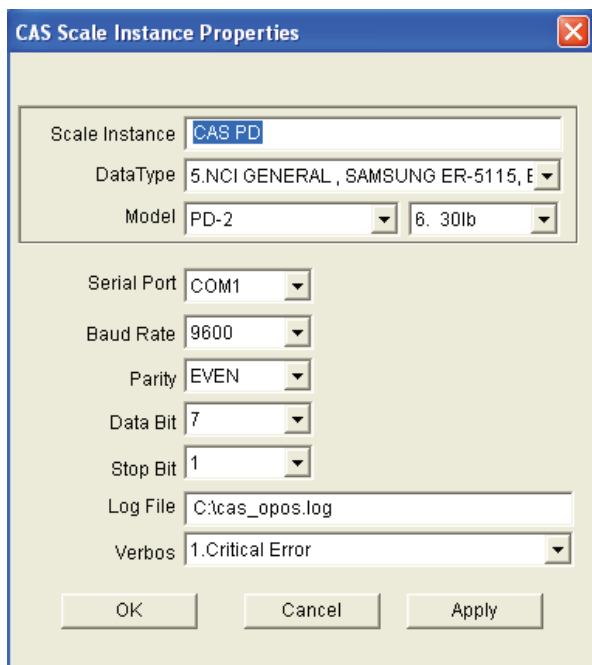 CAS Scale Instance Properties
Scale Instance CAS PD
DataType 5.NCI GENERAL , SAMSUNG ER-5115, E
Model PD-2 6. 30lb
Serial Port COM1
Baud Rate 9600
Parity EVEN
Data Bit 7
Stop Bit 1
Log File C:\cas_opos.log
Verbos 1.Critical Error
OK Cancel Apply